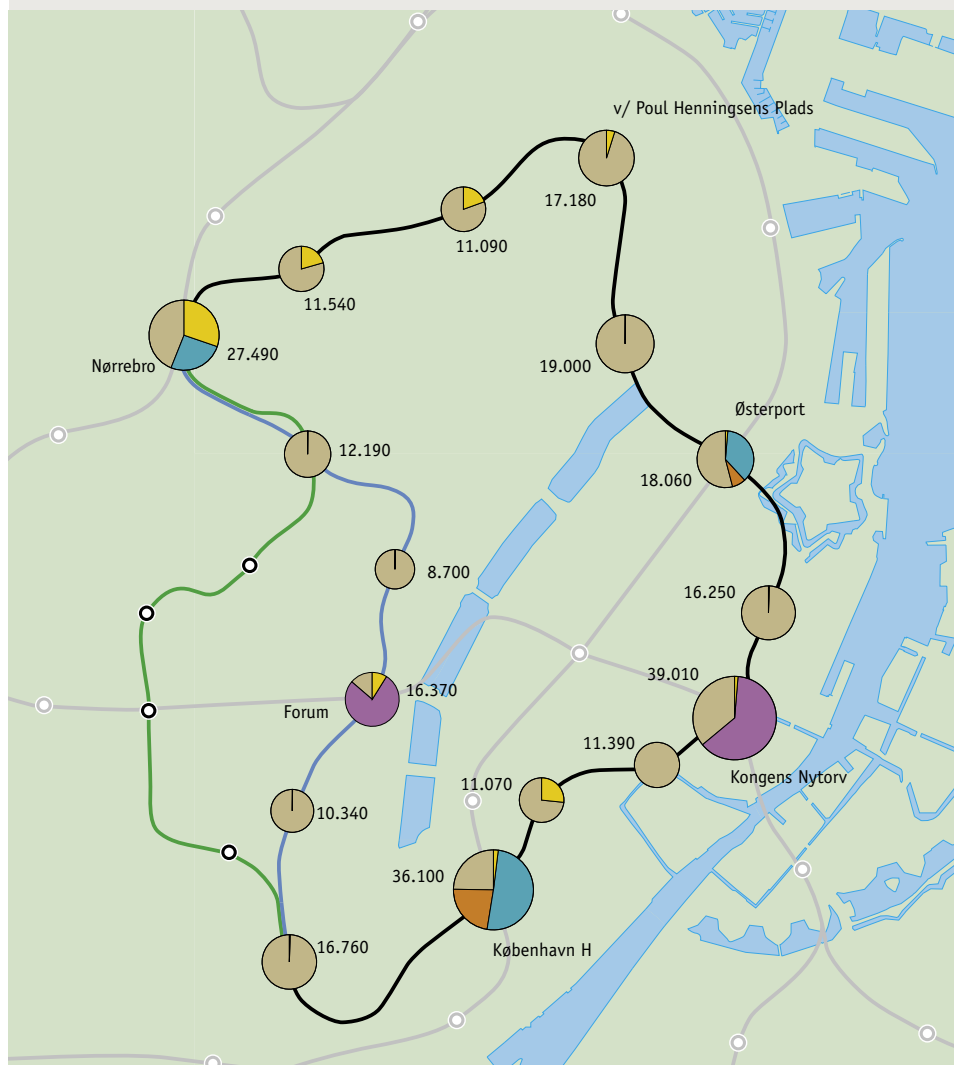 v/ Poul Henningsens Plads
17.180
11.090
11.540
Nørrebro
27.490
19.000
Østerport
18.060
12.190
8.700
16.250
39.010
Kongens Nytorv
16.370
Forum
11.390
11.070
10.340
36.100
København H
16.760